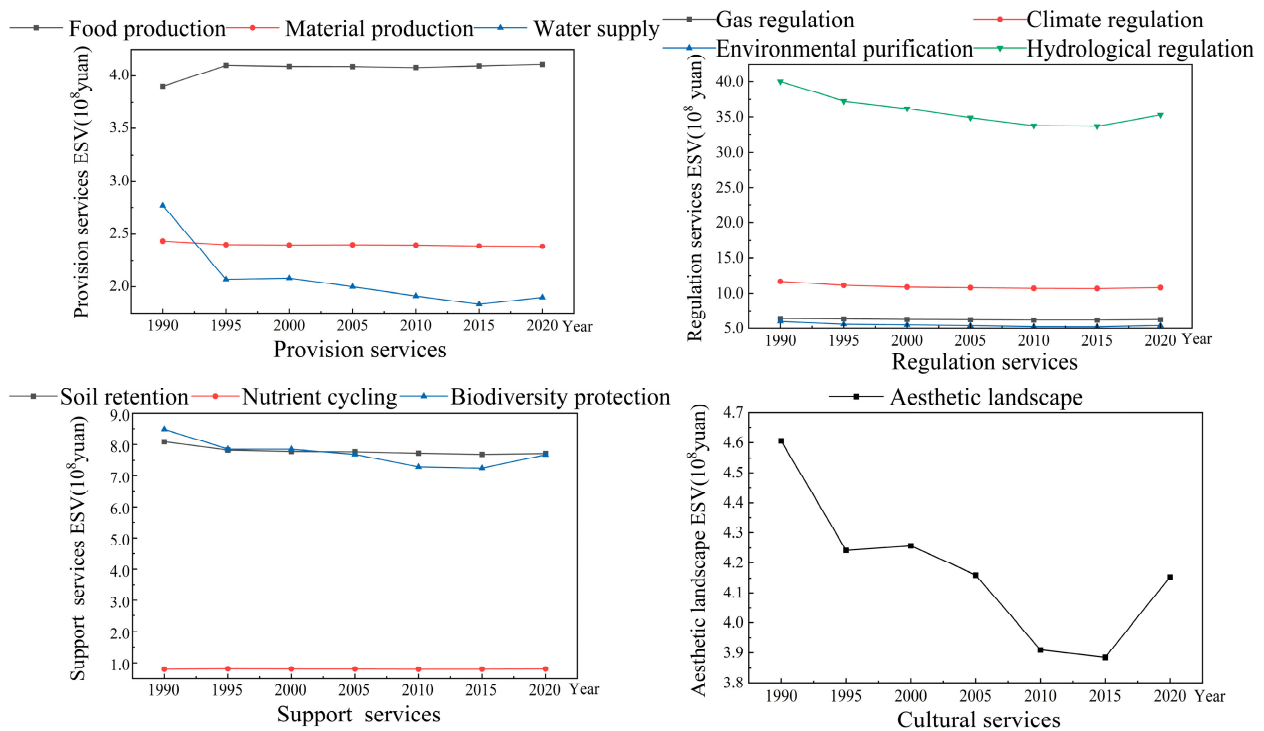 Food production Material production Water supply
Provision services ESV(10⁸yuan)
4.0
3.5
3.0
2.5
2.0
1990 1995 2000 2005 2010 2015 2020 Year
Provision services
Gas regulation Climate regulation
Environmental purification Hydrological regulation
Regulation services ESV(10⁸ yuan)
40.0
35.0
30.0
25.0
20.0
15.0
10.0
5.0
1990 1995 2000 2005 2010 2015 2020 Year
Regulation services
Soil retention Nutrient cycling Biodiversity protection
Support services ESV(10⁸yuan)
9.0
8.0
7.0
6.0
5.0
4.0
3.0
2.0
1.0
1990 1995 2000 2005 2010 2015 2020 Year
Support services
Aesthetic landscape
Aesthetic landscape ESV(10⁸yuan)
4.7
4.6
4.5
4.4
4.3
4.2
4.1
4.0
3.9
3.8
1990 1995 2000 2005 2010 2015 2020 Year
Cultural services